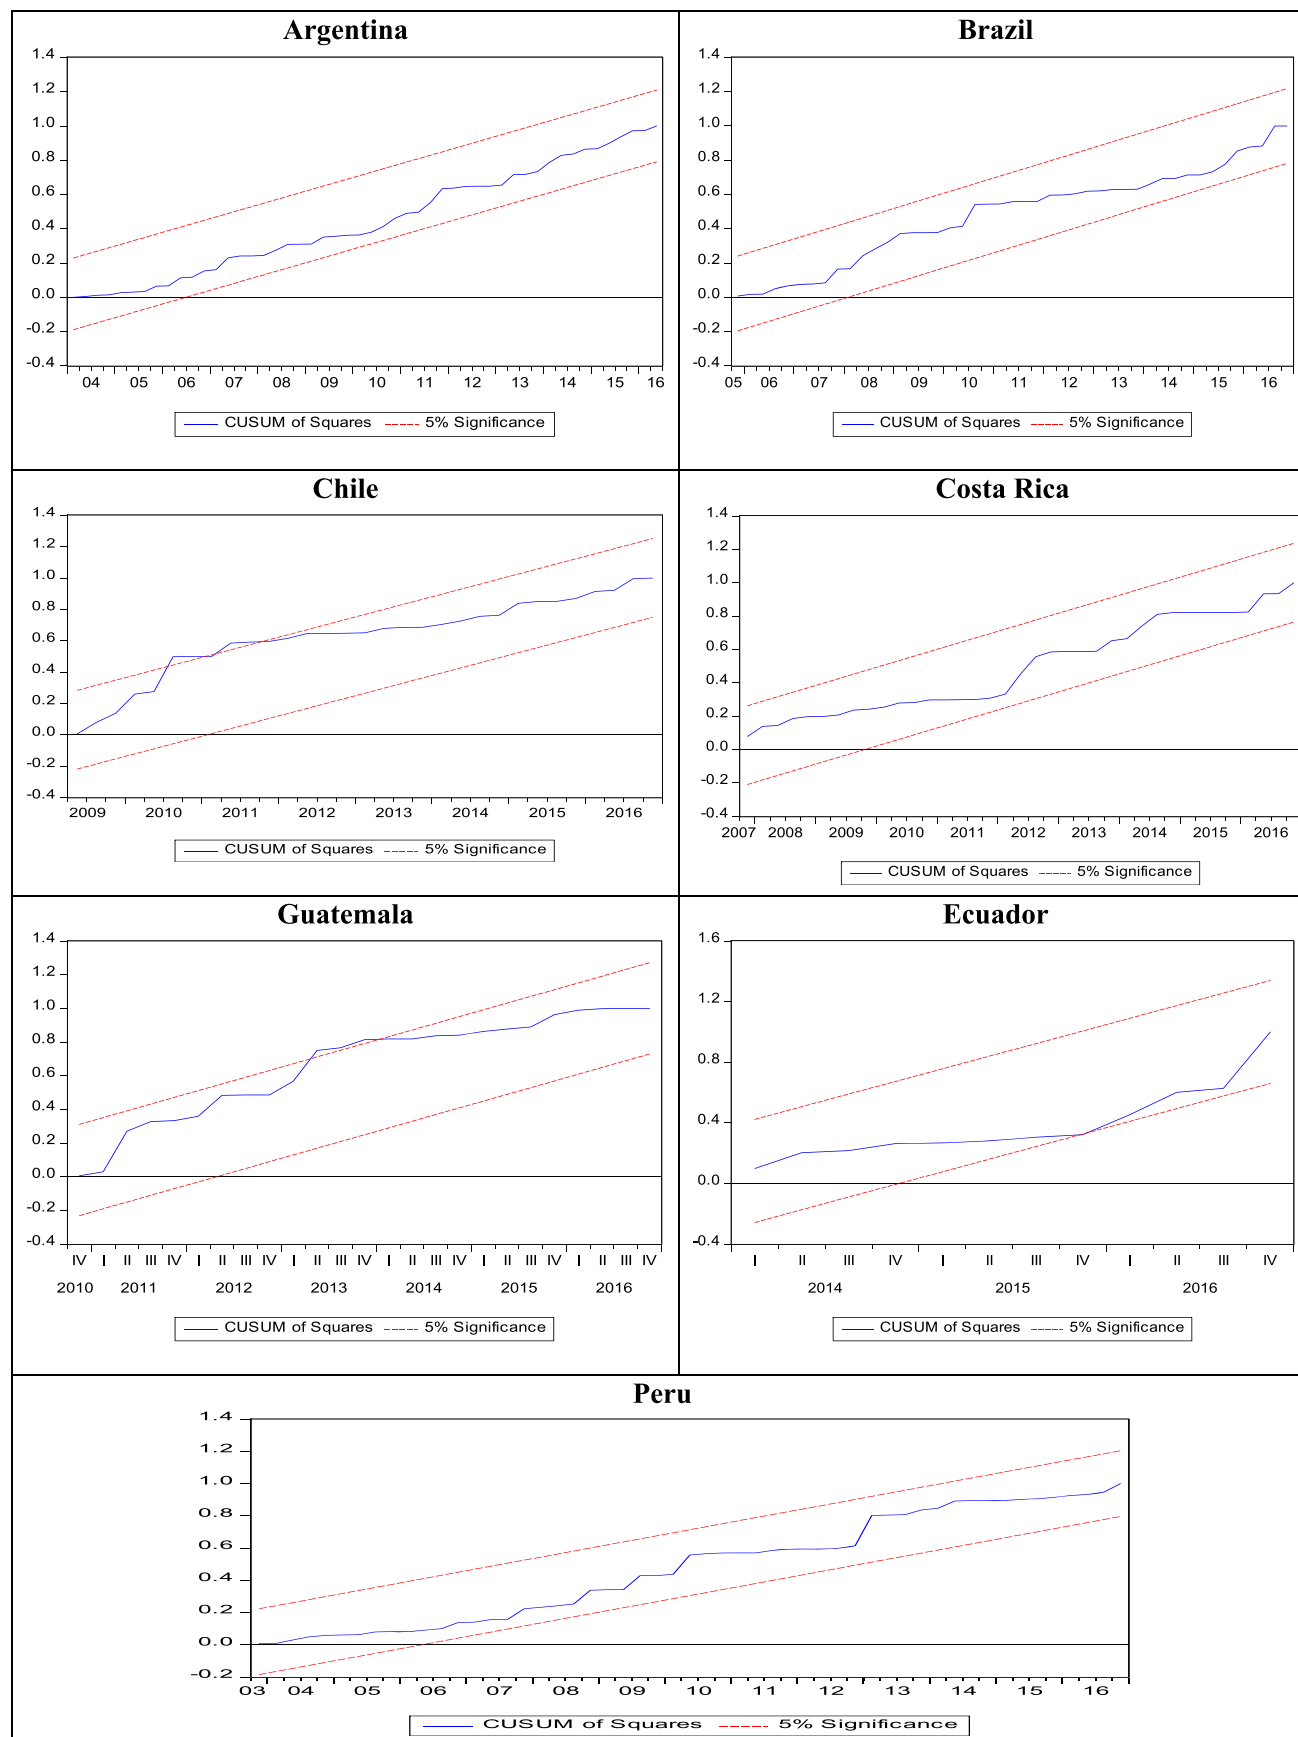 Argentina
1.4
1.2
1.0
0.8
0.6
0.4
0.2
0.0
-0.2
-0.4
04 05 06 07 08 09 10 11 12 13 14 15 16
CUSUM of Squares 5% Significance
Brazil
1.4
1.2
1.0
0.8
0.6
0.4
0.2
0.0
-0.2
-0.4
05 06 07 08 09 10 11 12 13 14 15 16
CUSUM of Squares 5% Significance
Chile
1.4
1.2
1.0
0.8
0.6
0.4
0.2
0.0
-0.2
-0.4
2009 2010 2011 2012 2013 2014 2015 2016
CUSUM of Squares 5% Significance
Costa Rica
1.4
1.2
1.0
0.8
0.6
0.4
0.2
0.0
-0.2
-0.4
2007 2008 2009 2010 2011 2012 2013 2014 2015 2016
CUSUM of Squares 5% Significance
Guatemala
1.4
1.2
1.0
0.8
0.6
0.4
0.2
0.0
-0.2
-0.4
IV I II III IV I II III IV I II III IV I II III IV I II III IV I II III IV
2010 2011 2012 2013 2014 2015 2016
CUSUM of Squares 5% Significance
Ecuador
1.6
1.2
0.8
0.4
0.0
-0.4
I II III IV I II III IV I II III IV
2014 2015 2016
CUSUM of Squares 5% Significance
Peru
1.4
1.2
1.0
0.8
0.6
0.4
0.2
0.0
-0.2
03 04 05 06 07 08 09 10 11 12 13 14 15 16
CUSUM of Squares 5% Significance